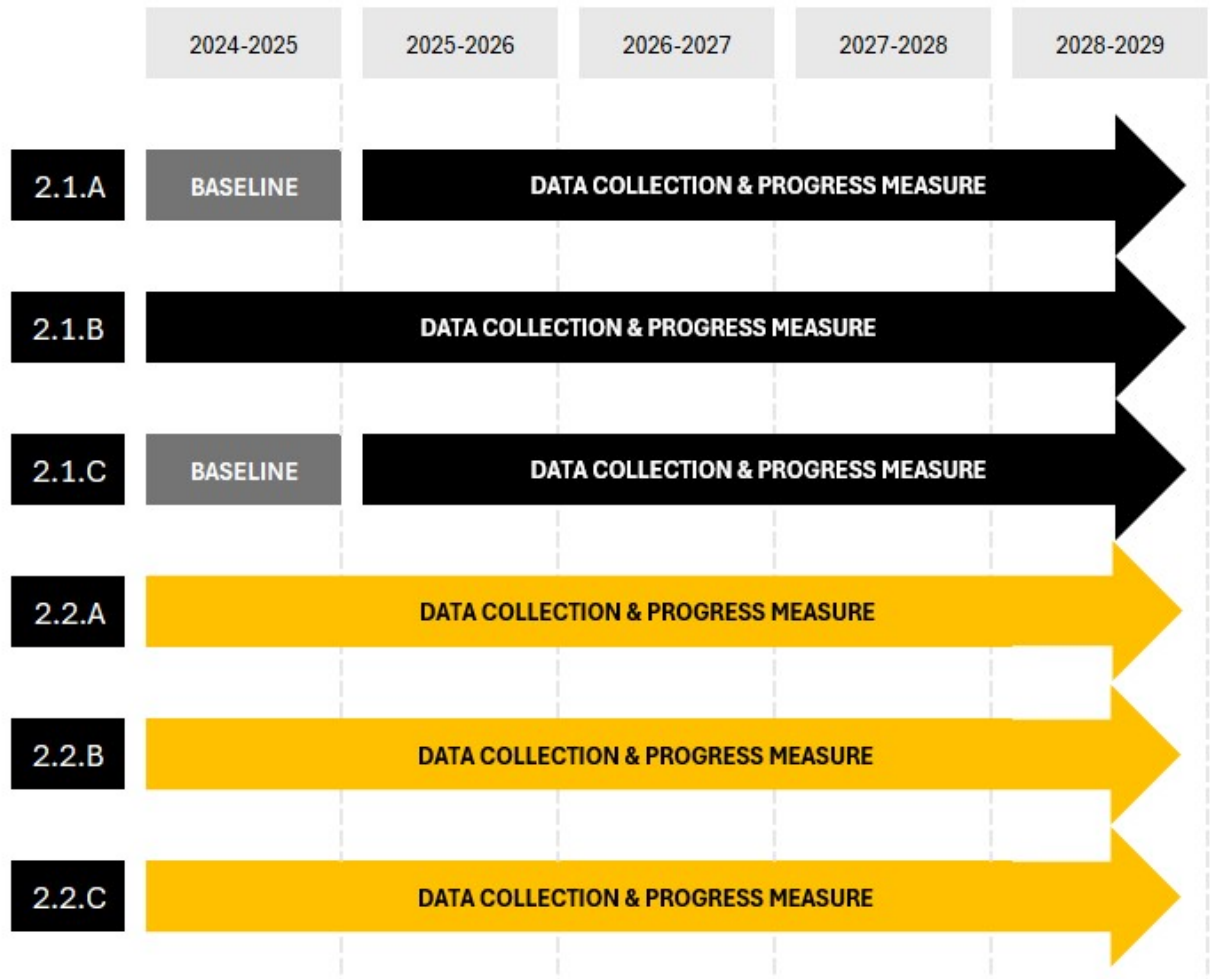 2024-2025 2025-2026 2026-2027 2027-2028 2028-2029
2.1.A BASELINE DATA COLLECTION & PROGRESS MEASURE
2.1.B DATA COLLECTION & PROGRESS MEASURE
2.1.C BASELINE DATA COLLECTION & PROGRESS MEASURE
2.2.A DATA COLLECTION & PROGRESS MEASURE
2.2.B DATA COLLECTION & PROGRESS MEASURE
2.2.C DATA COLLECTION & PROGRESS MEASURE